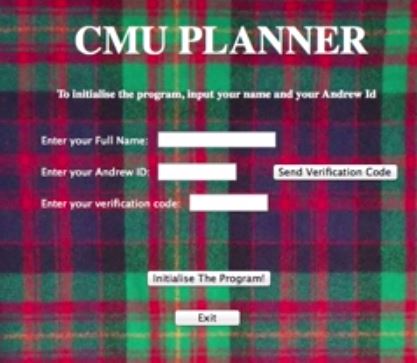 CMU PLANNER
To initialise the program, input your name and your Andrew Id
Enter your Full Name:
Enter your Andrew ID: Send Verification Code
Enter your verification code:
Initialise The Program!
Exit